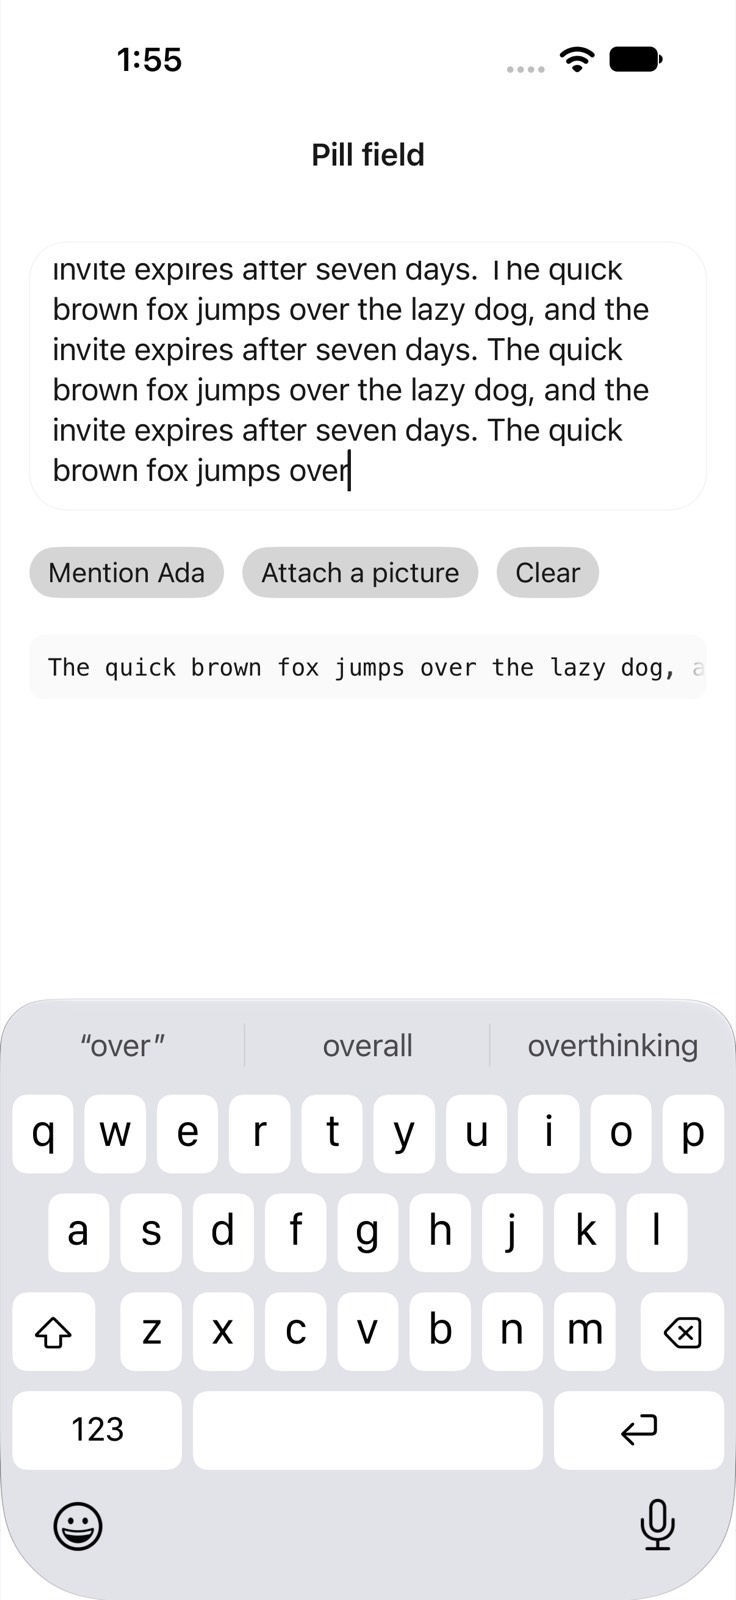 1:55
Pill field
invite expires after seven days. The quick
brown fox jumps over the lazy dog, and the
invite expires after seven days. The quick
brown fox jumps over the lazy dog, and the
invite expires after seven days. The quick
brown fox jumps over
Mention Ada Attach a picture Clear
The quick brown fox jumps over the lazy dog, a
“over” overall overthinking
q w e r t y u i o p
a s d f g h j k l
z x c v b n m
123